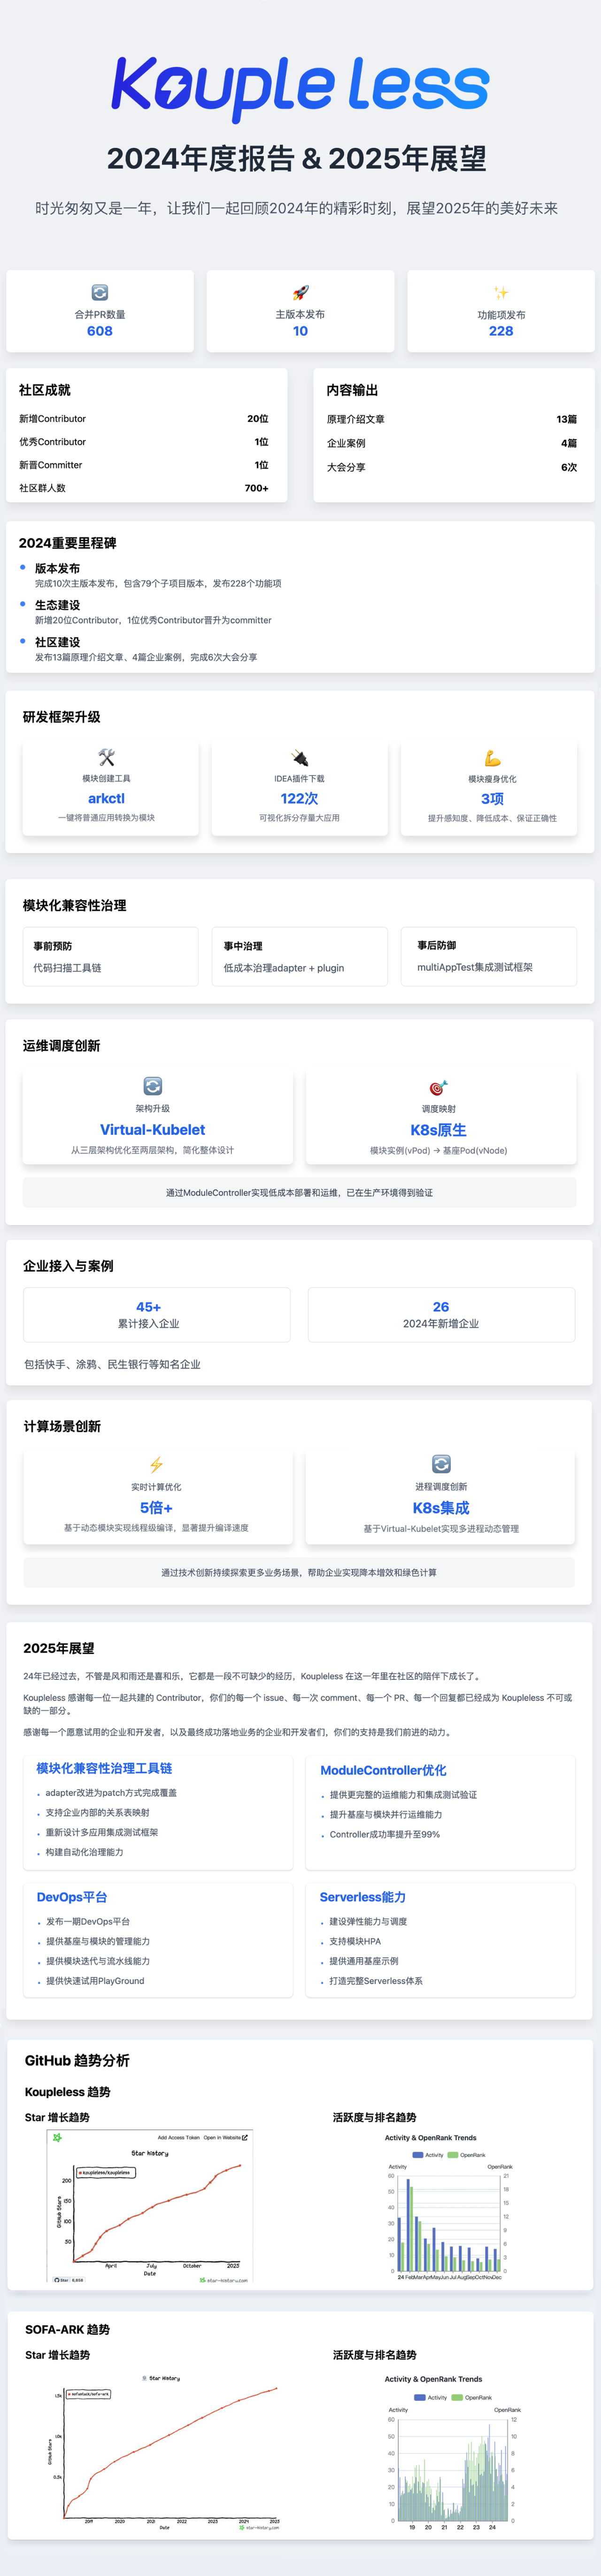 Koupleless
2024年度报告 & 2025年展望
时光匆匆又是一年，让我们一起回顾2024年的精彩时刻，展望2025年的美好未来
合并PR数量
608
主版本发布
10
功能项发布
228
社区成就
新增Contributor 20位
优秀Contributor 1位
新晋Committer 1位
社区群人数 700+
内容输出
原理介绍文章 13篇
企业案例 4篇
大会分享 6次
2024重要里程碑
版本发布
完成10次主版本发布，包含79个子项目版本，发布228个功能项
生态建设
新增20位Contributor，1位优秀Contributor晋升为committer
社区建设
发布13篇原理介绍文章、4篇企业案例，完成6次大会分享
研发框架升级
模块创建工具
arkctl
一键将普通应用转换为模块
IDEA插件下载
122次
可视化拆分存量大应用
模块瘦身优化
3项
提升感知度、降低成本、保证正确性
模块化兼容性治理
事前预防
代码扫描工具链
事中治理
低成本治理adapter + plugin
事后防御
multiAppTest集成测试框架
运维调度创新
架构升级
Virtual-Kubelet
从三层架构优化至两层架构，简化整体设计
调度映射
K8s原生
模块实例(vPod) → 基座Pod(vNode)
通过ModuleController实现低成本部署和运维，已在生产环境得到验证
企业接入与案例
45+
累计接入企业
26
2024年新增企业
包括快手、涂鸦、民生银行等知名企业
计算场景创新
实时计算优化
5倍+
基于动态模块实现线程级编译，显著提升编译速度
进程调度创新
K8s集成
基于Virtual-Kubelet实现多进程动态管理
通过技术创新持续探索更多业务场景，帮助企业实现降本增效和绿色计算
2025年展望
24年已经过去，不管是风和雨还是喜和乐，它都是一段不可缺少的经历，Koupleless 在这一年里在社区的陪伴下成长了。
Koupleless 感谢每一位一起共建的 Contributor，你们的每一个 issue、每一次 comment、每一个 PR、每一个回复都已经成为 Koupleless 不可或
缺的一部分。
感谢每一个愿意试用的企业和开发者，以及最终成功落地业务的企业和开发者们，你们的支持是我们前进的动力。
模块化兼容性治理工具链
adapter改进为patch方式完成覆盖
支持企业内部的关系表映射
重新设计多应用集成测试框架
构建自动化治理能力
ModuleController优化
提供更完整的运维能力和集成测试验证
提升基座与模块并行运维能力
Controller成功率提升至99%
DevOps平台
发布一期DevOps平台
提供基座与模块的管理能力
提供模块迭代与流水线能力
提供快速试用PlayGround
Serverless能力
建设弹性能力与调度
支持模块HPA
提供通用基座示例
打造完整Serverless体系
GitHub 趋势分析
Koupleless 趋势
Star 增长趋势
Add Access Token Open in Website
Star History
koupleless/koupleless
GitHub Stars
200
150
100
50
April July October 2025
Date
star-history.com
活跃度与排名趋势
Activity & OpenRank Trends
Activity OpenRank
Activity OpenRank
60 21
50 18
40 15
30 12
20 9
10 6
0 3
0
24 Feb Mar Apr May Jun Jul Aug Sep Oct Nov Dec
SOFA-ARK 趋势
Star 增长趋势
Star History
sofastack/sofa-ark
GitHub Stars
1.5k
1.0k
0.5k
2019 2020 2021 2022 2023 2024 2025
Date
star-history.com
活跃度与排名趋势
Activity & OpenRank Trends
Activity OpenRank
Activity OpenRank
60 12
50 10
40 8
30 6
20 4
10 2
0 0
19 20 21 22 23 24